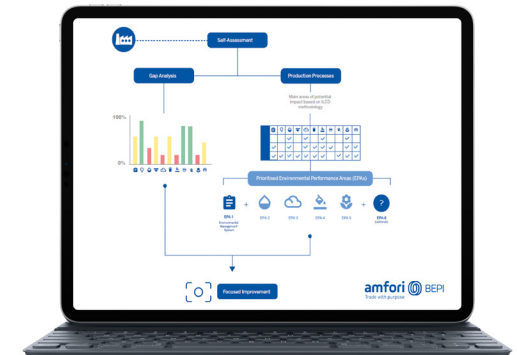 Self-Assessment
Gap Analysis
Production Processes
Main areas of potential
impact based on ILCD
methodology
100%
0%
Prioritised Environmental Performance Areas (EPAs)
EPA 1
Environmental
Management
System
+
EPA 2
EPA 3
EPA 4
EPA 5
+
?
EPA 6
(optional)
Focused Improvement
amfori BEPI
Trade with purpose